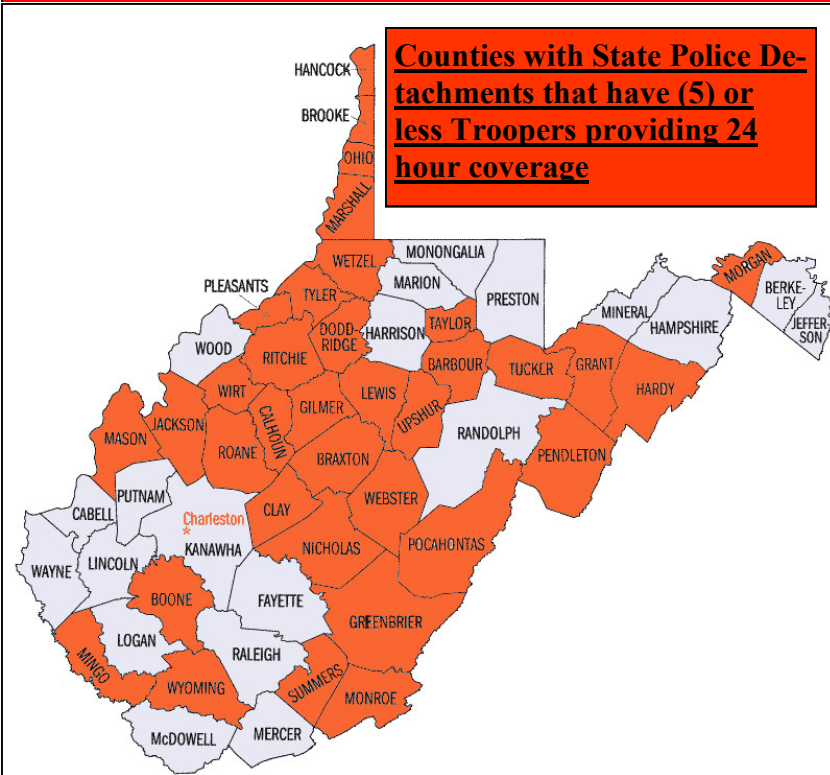 Counties with State Police De-
tachments that have (5) or
less Troopers providing 24
hour coverage
HANCOCK
BROOKE
OHIO
MARSHALL
WETZEL
MONONGALIA
MARION
PRESTON
MORGAN
BERKE-
LEY
JEFFER
SON
MINERAL
HAMPSHIRE
PLEASANTS
TYLER
DODD-
RIDGE
HARRISON
TAYLOR
WOOD
RITCHIE
BARBOUR
TUCKER
GRANT
HARDY
WIRT
CALHOUN
GILMER
LEWIS
UPSHUR
RANDOLPH
PENDLETON
MASON
JACKSON
ROANE
BRAXTON
WEBSTER
PUTNAM
CABELL
Charleston
KANAWHA
CLAY
NICHOLAS
POCAHONTAS
WAYNE
LINCOLN
BOONE
FAYETTE
GREENBRIER
LOGAN
RALEIGH
MINGO
WYOMING
SUMMERS
MONROE
McDOWELL
MERCER